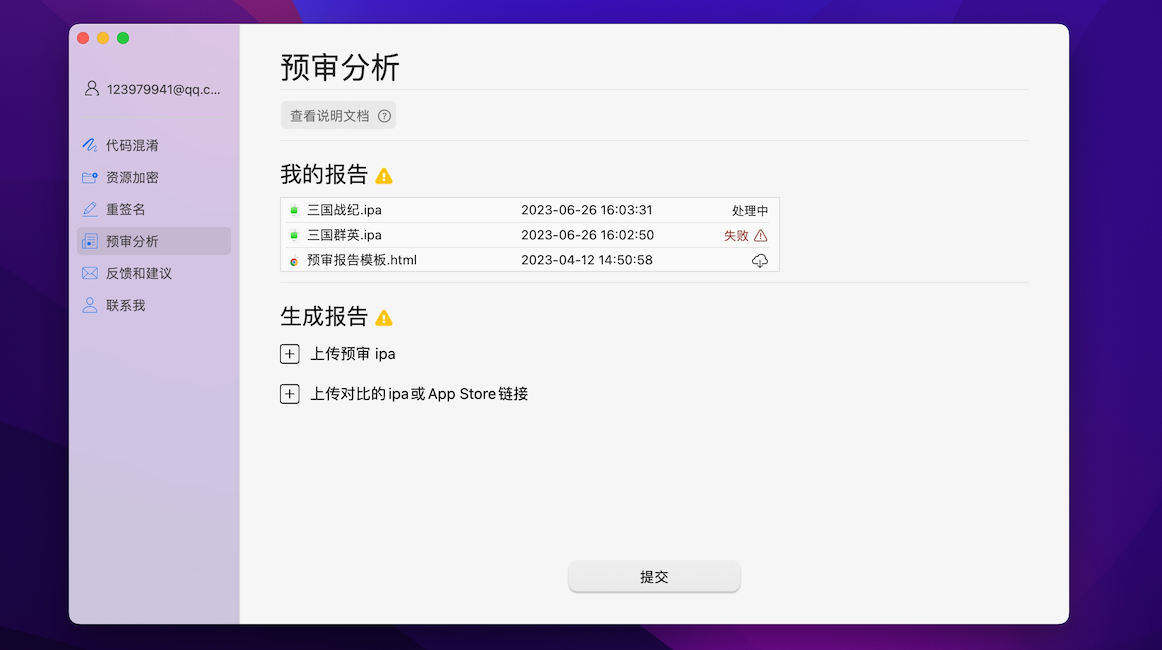 123979941@qq.c...
代码混淆
资源加密
重签名
预审分析
反馈和建议
联系我
预审分析
查看说明文档
我的报告
三国战纪.ipa 2023-06-26 16:03:31 处理中
三国群英.ipa 2023-06-26 16:02:50 失败
预审报告模板.html 2023-04-12 14:50:58
生成报告
上传预审 ipa
上传对比的ipa或App Store链接
提交